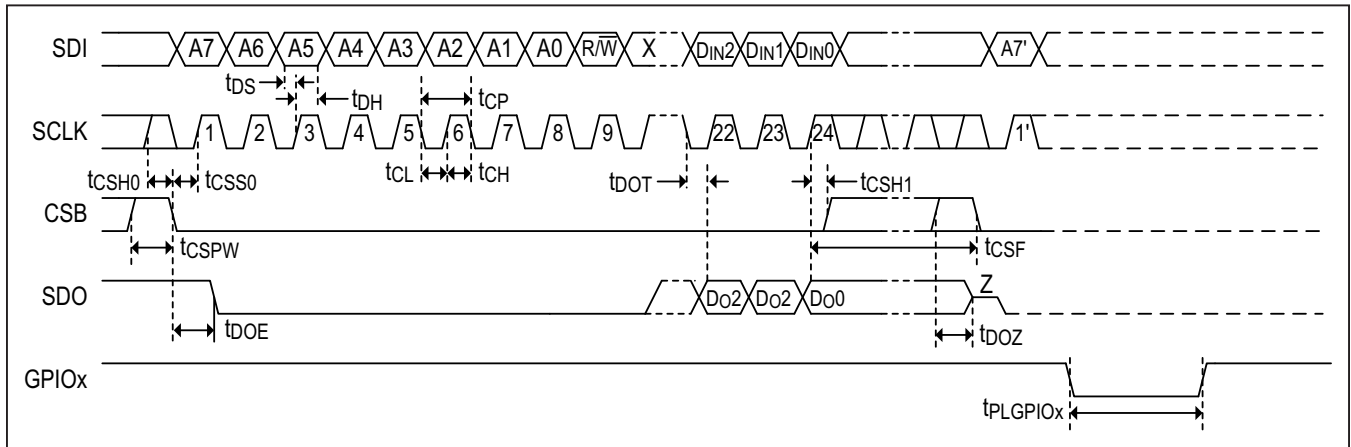 SDI A7 A6 A5 A4 A3 A2 A1 A0 R/W̅ X DIN2 DIN1 DIN0 A7'
tDS tDH tCP
SCLK 1 2 3 4 5 6 7 8 9 22 23 24 1'
tCSH0 tCSS0 tCL tCH tDOT tCSH1
CSB
tCSPW tCSF
SDO DO2 DO2 DO0 Z
tDOE tDOZ
GPIOx
tPLGPIOx